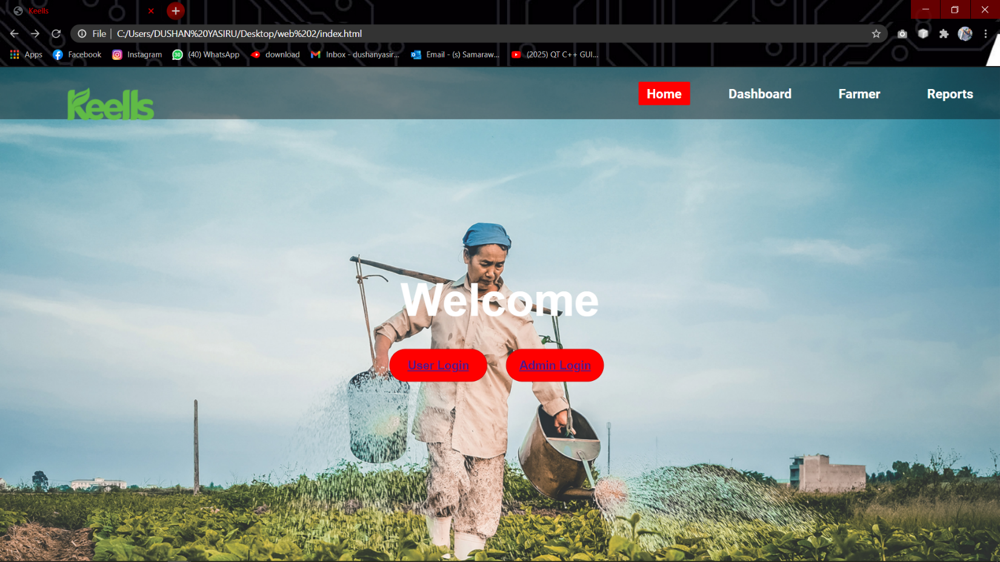 Keells
File | C:/Users/DUSHAN%20YASIRU/Desktop/web%202/index.html
Apps Facebook Instagram 30 (40) WhatsApp download Inbox - dushanyasir... Email - (s) Samaraw... (2025) QT C++ GUI...
Keells Home Dashboard Farmer Reports
Welcome
User Login Admin Login